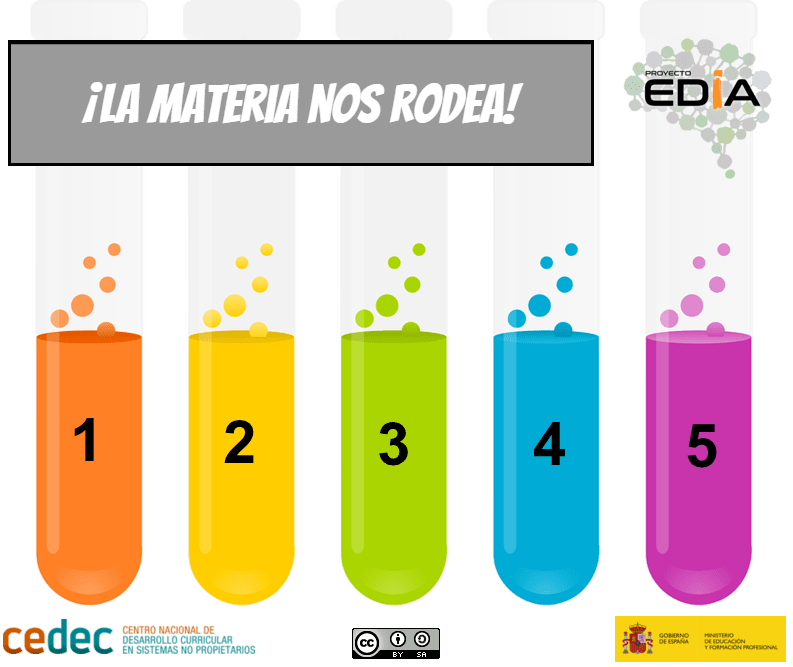 ¡LA MATERIA NOS RODEA!
PROYECTO
EDIA
1
2
3
4
5
cedec
CENTRO NACIONAL DE
DESARROLLO CURRICULAR
EN SISTEMAS NO PROPIETARIOS
cc
BY SA
GOBIERNO
DE ESPAÑA
MINISTERIO
DE EDUCACIÓN
Y FORMACIÓN PROFESIONAL